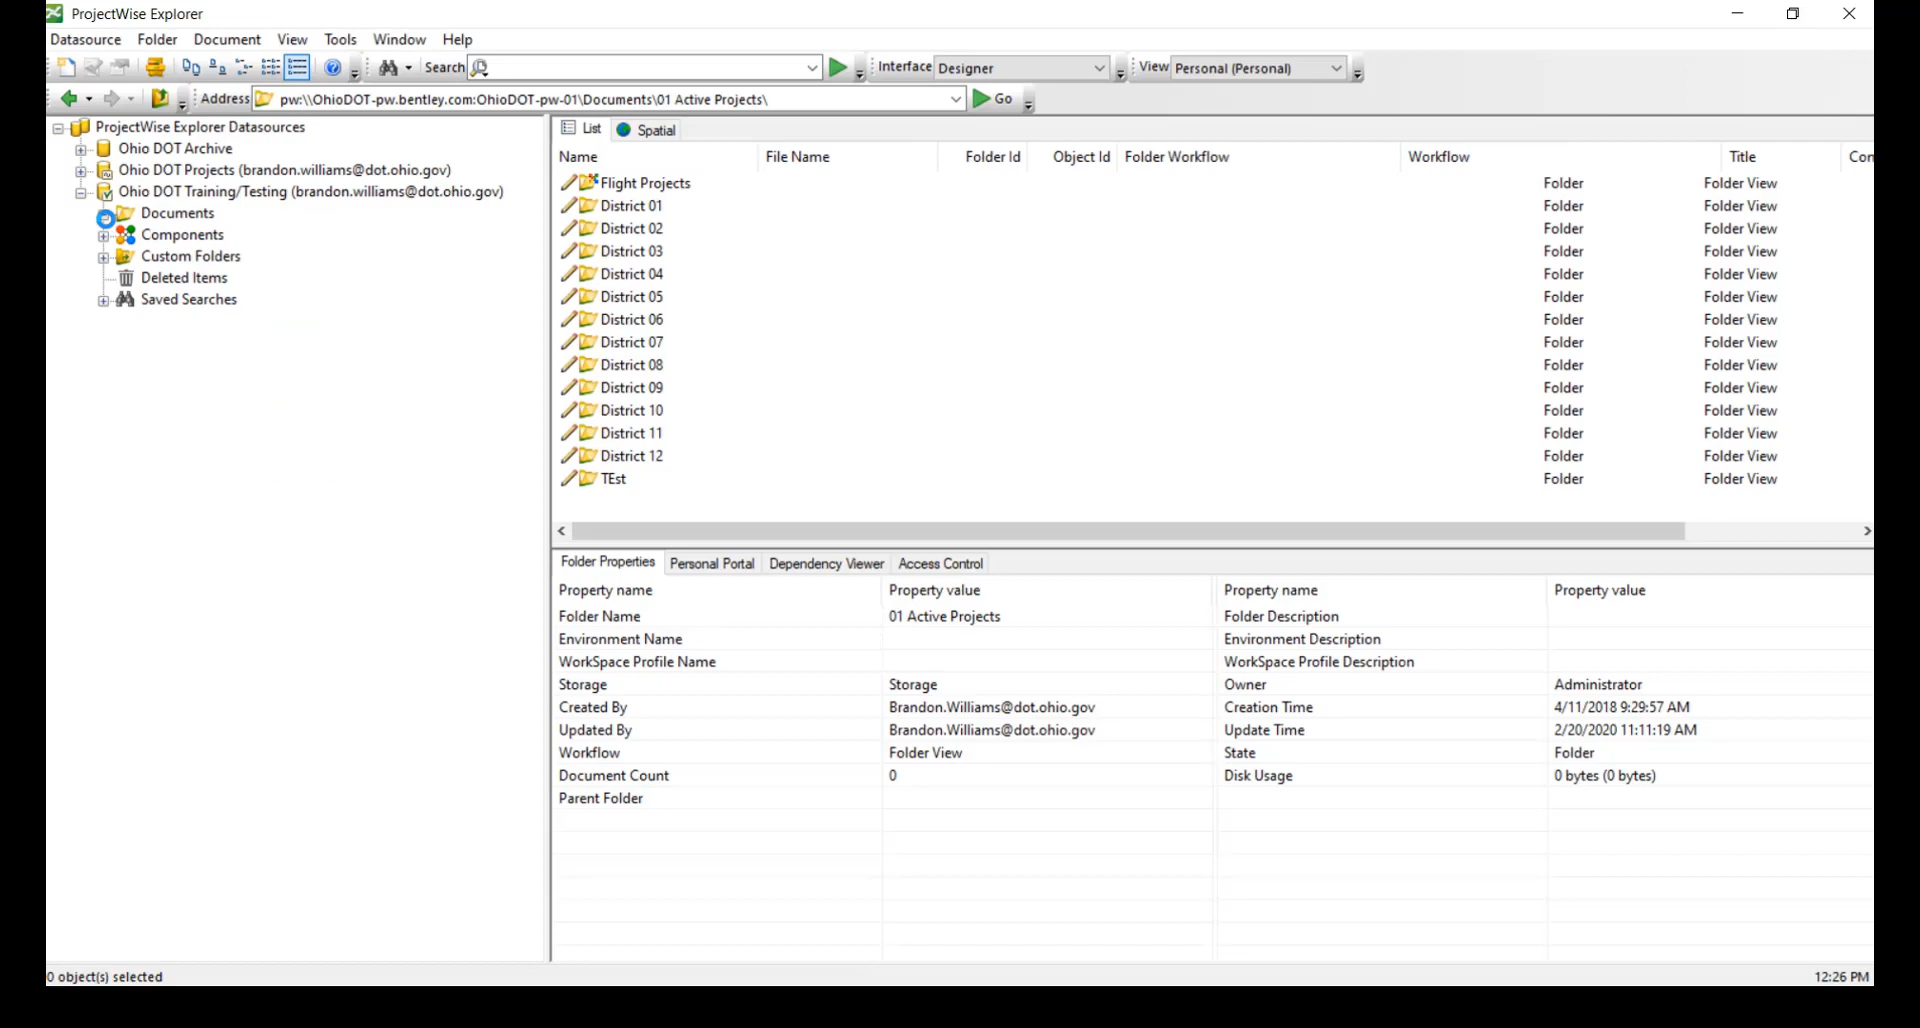 ProjectWise Explorer
Datasource Folder Document View Tools Window Help
Search Interface Designer View Personal (Personal)
Address pw:\\OhioDOT-pw.bentley.com:OhioDOT-pw-01\Documents\01 Active Projects\ Go
ProjectWise Explorer Datasources
Ohio DOT Archive
Ohio DOT Projects (brandon.williams@dot.ohio.gov)
Ohio DOT Training/Testing (brandon.williams@dot.ohio.gov)
Documents
Components
Custom Folders
Deleted Items
Saved Searches
List Spatial
Name File Name Folder Id Object Id Folder Workflow Workflow Title Con
Flight Projects Folder Folder View
District 01 Folder Folder View
District 02 Folder Folder View
District 03 Folder Folder View
District 04 Folder Folder View
District 05 Folder Folder View
District 06 Folder Folder View
District 07 Folder Folder View
District 08 Folder Folder View
District 09 Folder Folder View
District 10 Folder Folder View
District 11 Folder Folder View
District 12 Folder Folder View
TEst Folder Folder View
Folder Properties Personal Portal Dependency Viewer Access Control
Property name Property value Property name Property value
Folder Name 01 Active Projects Folder Description
Environment Name Environment Description
WorkSpace Profile Name WorkSpace Profile Description
Storage Storage Owner Administrator
Created By Brandon.Williams@dot.ohio.gov Creation Time 4/11/2018 9:29:57 AM
Updated By Brandon.Williams@dot.ohio.gov Update Time 2/20/2020 11:11:19 AM
Workflow Folder View State Folder
Document Count 0 Disk Usage 0 bytes (0 bytes)
Parent Folder
0 object(s) selected 12:26 PM